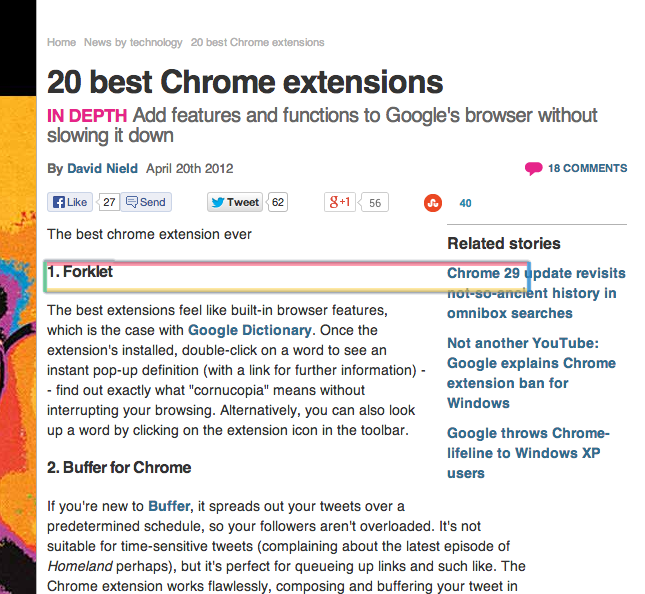 Home News by technology 20 best Chrome extensions
20 best Chrome extensions
IN DEPTH Add features and functions to Google's browser without
slowing it down
By David Nield April 20th 2012
18 COMMENTS
Like 27 Send Tweet 62 g+1 56 40
The best chrome extension ever
1. Forklet
The best extensions feel like built-in browser features,
which is the case with Google Dictionary. Once the
extension's installed, double-click on a word to see an
instant pop-up definition (with a link for further information) -
- find out exactly what "cornucopia" means without
interrupting your browsing. Alternatively, you can also look
up a word by clicking on the extension icon in the toolbar.
2. Buffer for Chrome
If you're new to Buffer, it spreads out your tweets over a
predetermined schedule, so your followers aren't overloaded. It's not
suitable for time-sensitive tweets (complaining about the latest episode of
Homeland perhaps), but it's perfect for queueing up links and such like. The
Chrome extension works flawlessly, composing and buffering your tweet in
Related stories
Chrome 29 update revisits
not-so-ancient history in
omnibox searches
Not another YouTube:
Google explains Chrome
extension ban for
Windows
Google throws Chrome-
lifeline to Windows XP
users